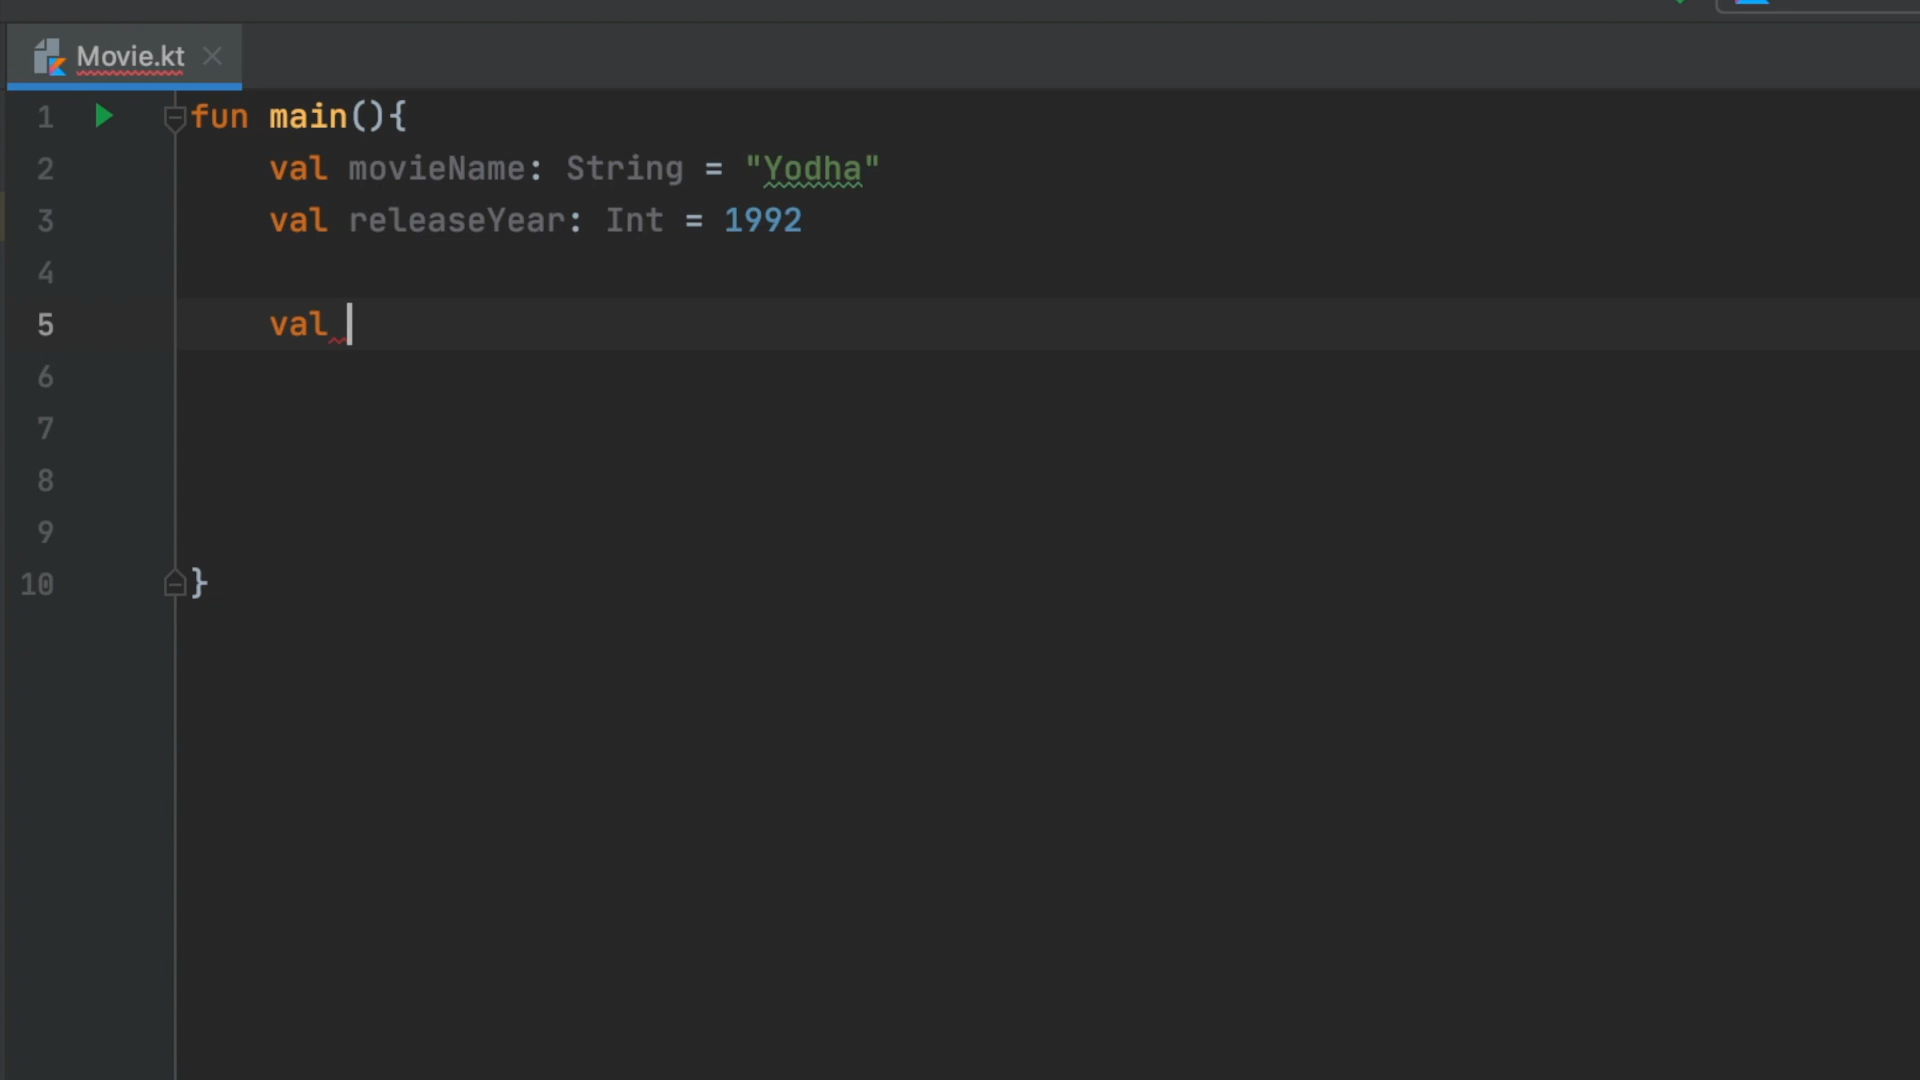 Movie.kt
1 fun main(){
2 val movieName: String = "Yodha"
3 val releaseYear: Int = 1992
4
5 val
6
7
8
9
10 }